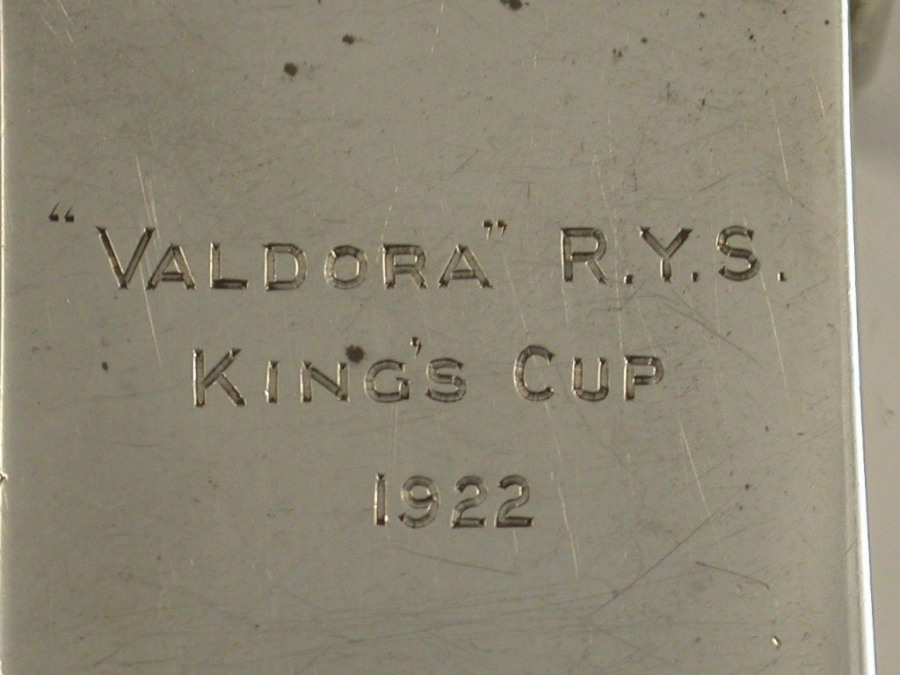 “VALDORA” R.Y.S.
KING'S CUP
1922